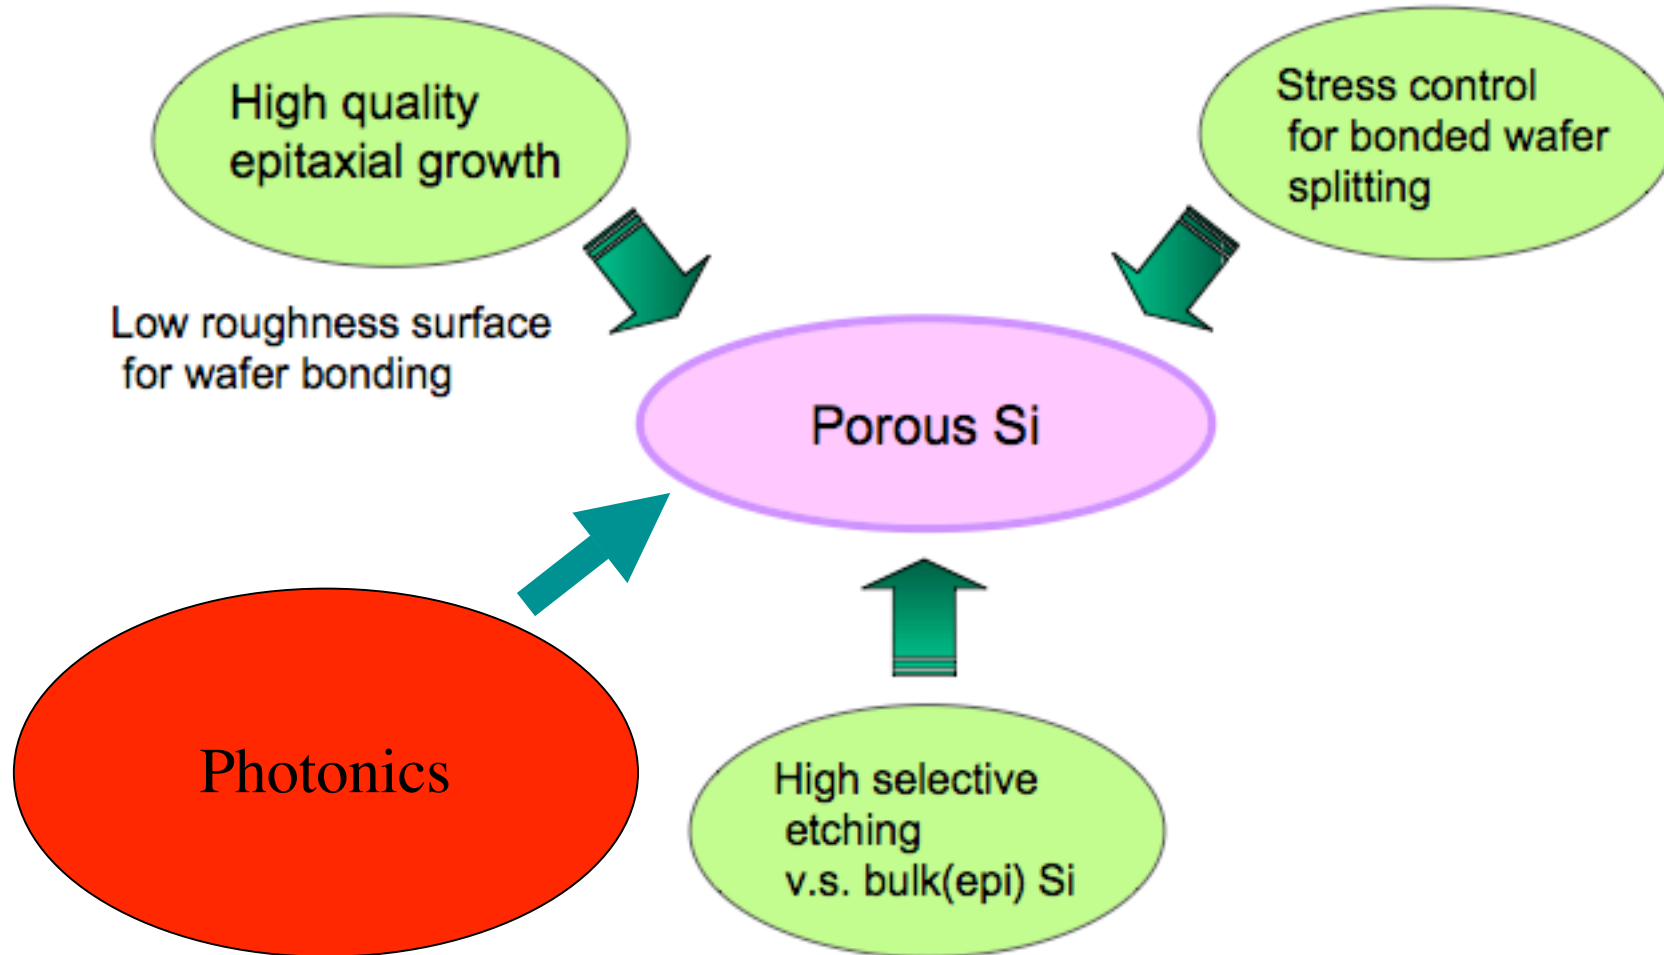 High quality
epitaxial growth
Stress control
for bonded wafer
splitting
Low roughness surface
for wafer bonding
Porous Si
Photonics
High selective
etching
v.s. bulk(epi) Si